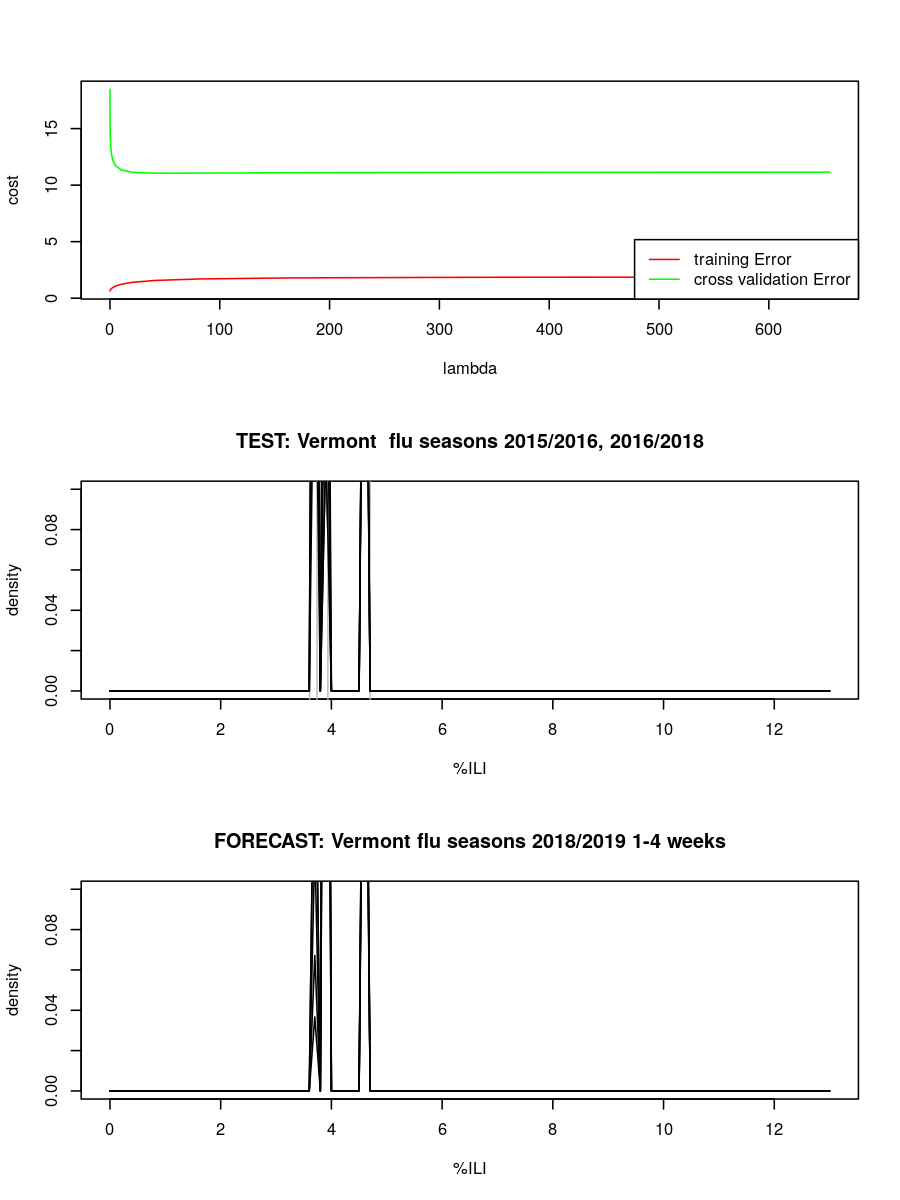 cost
15
10
5
0
training Error
cross validation Error
0 100 200 300 400 500 600
lambda
TEST: Vermont  flu seasons 2015/2016, 2016/2018
density
0.08
0.04
0.00
0 2 4 6 8 10 12
%ILI
FORECAST: Vermont flu seasons 2018/2019 1-4 weeks
density
0.08
0.04
0.00
0 2 4 6 8 10 12
%ILI